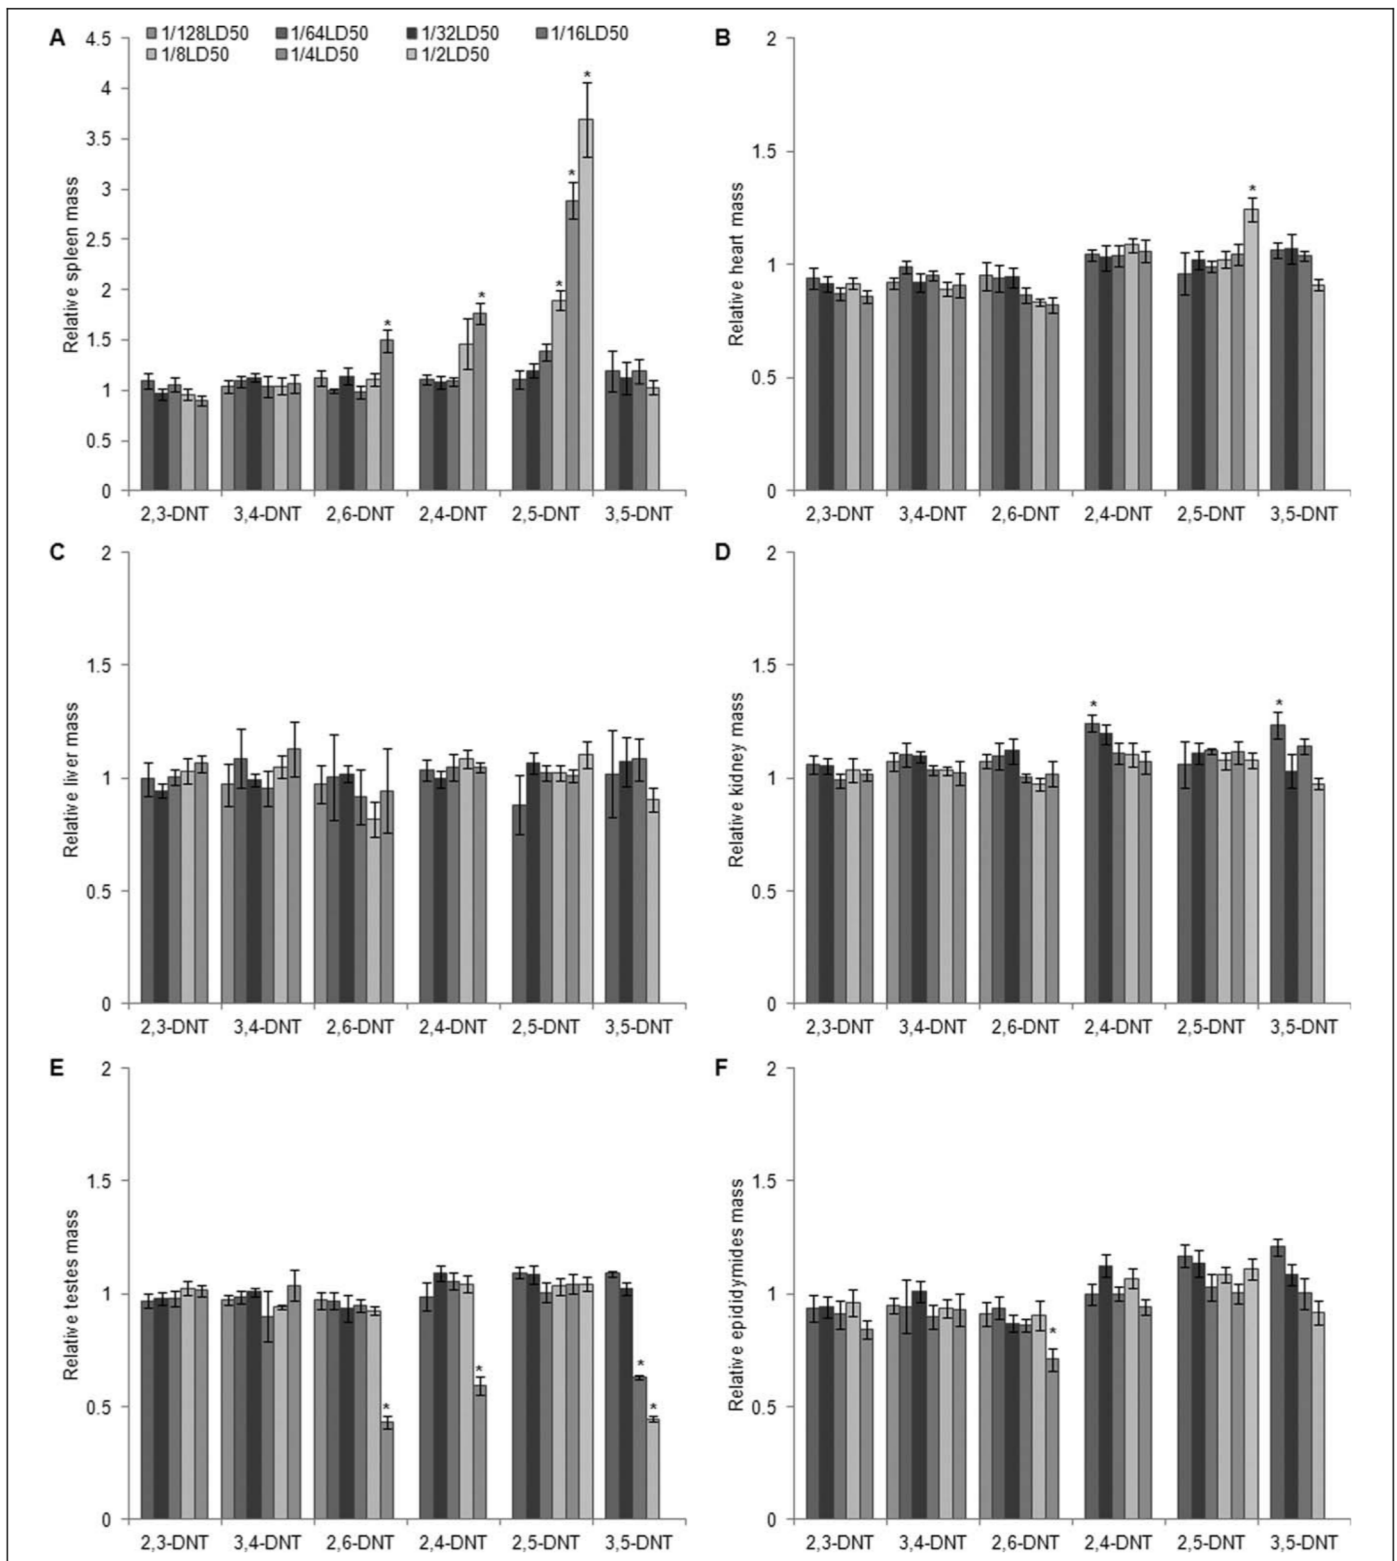 A
1/128LD50 1/64LD50 1/32LD50 1/16LD50
1/8LD50 1/4LD50 1/2LD50
Relative spleen mass
4.5
4
3.5
3
2.5
2
1.5
1
0.5
0
* * * * *
2,3-DNT 3,4-DNT 2,6-DNT 2,4-DNT 2,5-DNT 3,5-DNT
B
Relative heart mass
2
1.5
1
0.5
0
*
2,3-DNT 3,4-DNT 2,6-DNT 2,4-DNT 2,5-DNT 3,5-DNT
C
Relative liver mass
2
1.5
1
0.5
0
2,3-DNT 3,4-DNT 2,6-DNT 2,4-DNT 2,5-DNT 3,5-DNT
D
Relative kidney mass
2
1.5
1
0.5
0
* *
2,3-DNT 3,4-DNT 2,6-DNT 2,4-DNT 2,5-DNT 3,5-DNT
E
Relative testes mass
2
1.5
1
0.5
0
* * * *
2,3-DNT 3,4-DNT 2,6-DNT 2,4-DNT 2,5-DNT 3,5-DNT
F
Relative epididymides mass
2
1.5
1
0.5
0
*
2,3-DNT 3,4-DNT 2,6-DNT 2,4-DNT 2,5-DNT 3,5-DNT